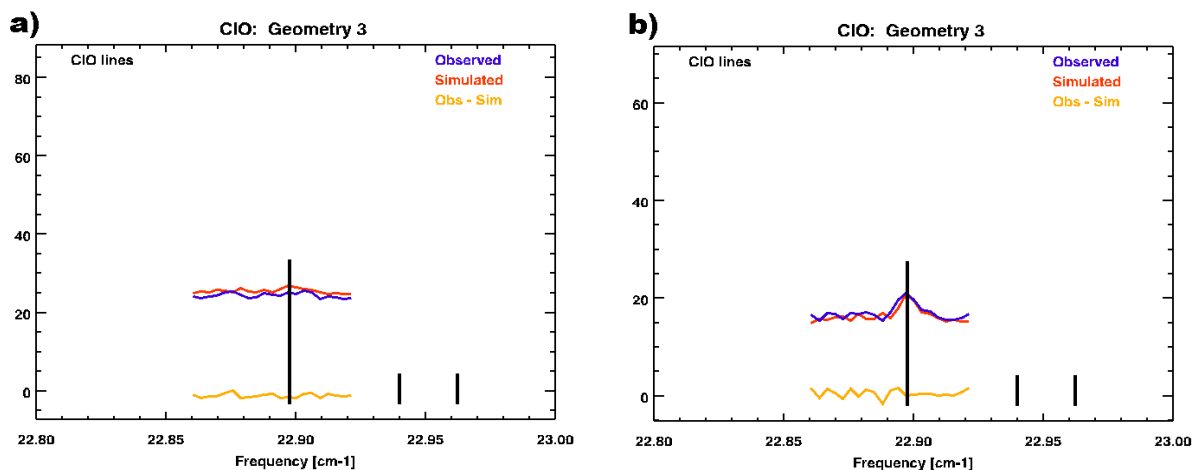 a)
ClO: Geometry 3
ClO lines
Observed
Simulated
Obs - Sim
80
60
40
20
0
22.80 22.85 22.90 22.95 23.00
Frequency [cm-1]
b)
ClO: Geometry 3
ClO lines
Observed
Simulated
Obs - Sim
60
40
20
0
22.80 22.85 22.90 22.95 23.00
Frequency [cm-1]